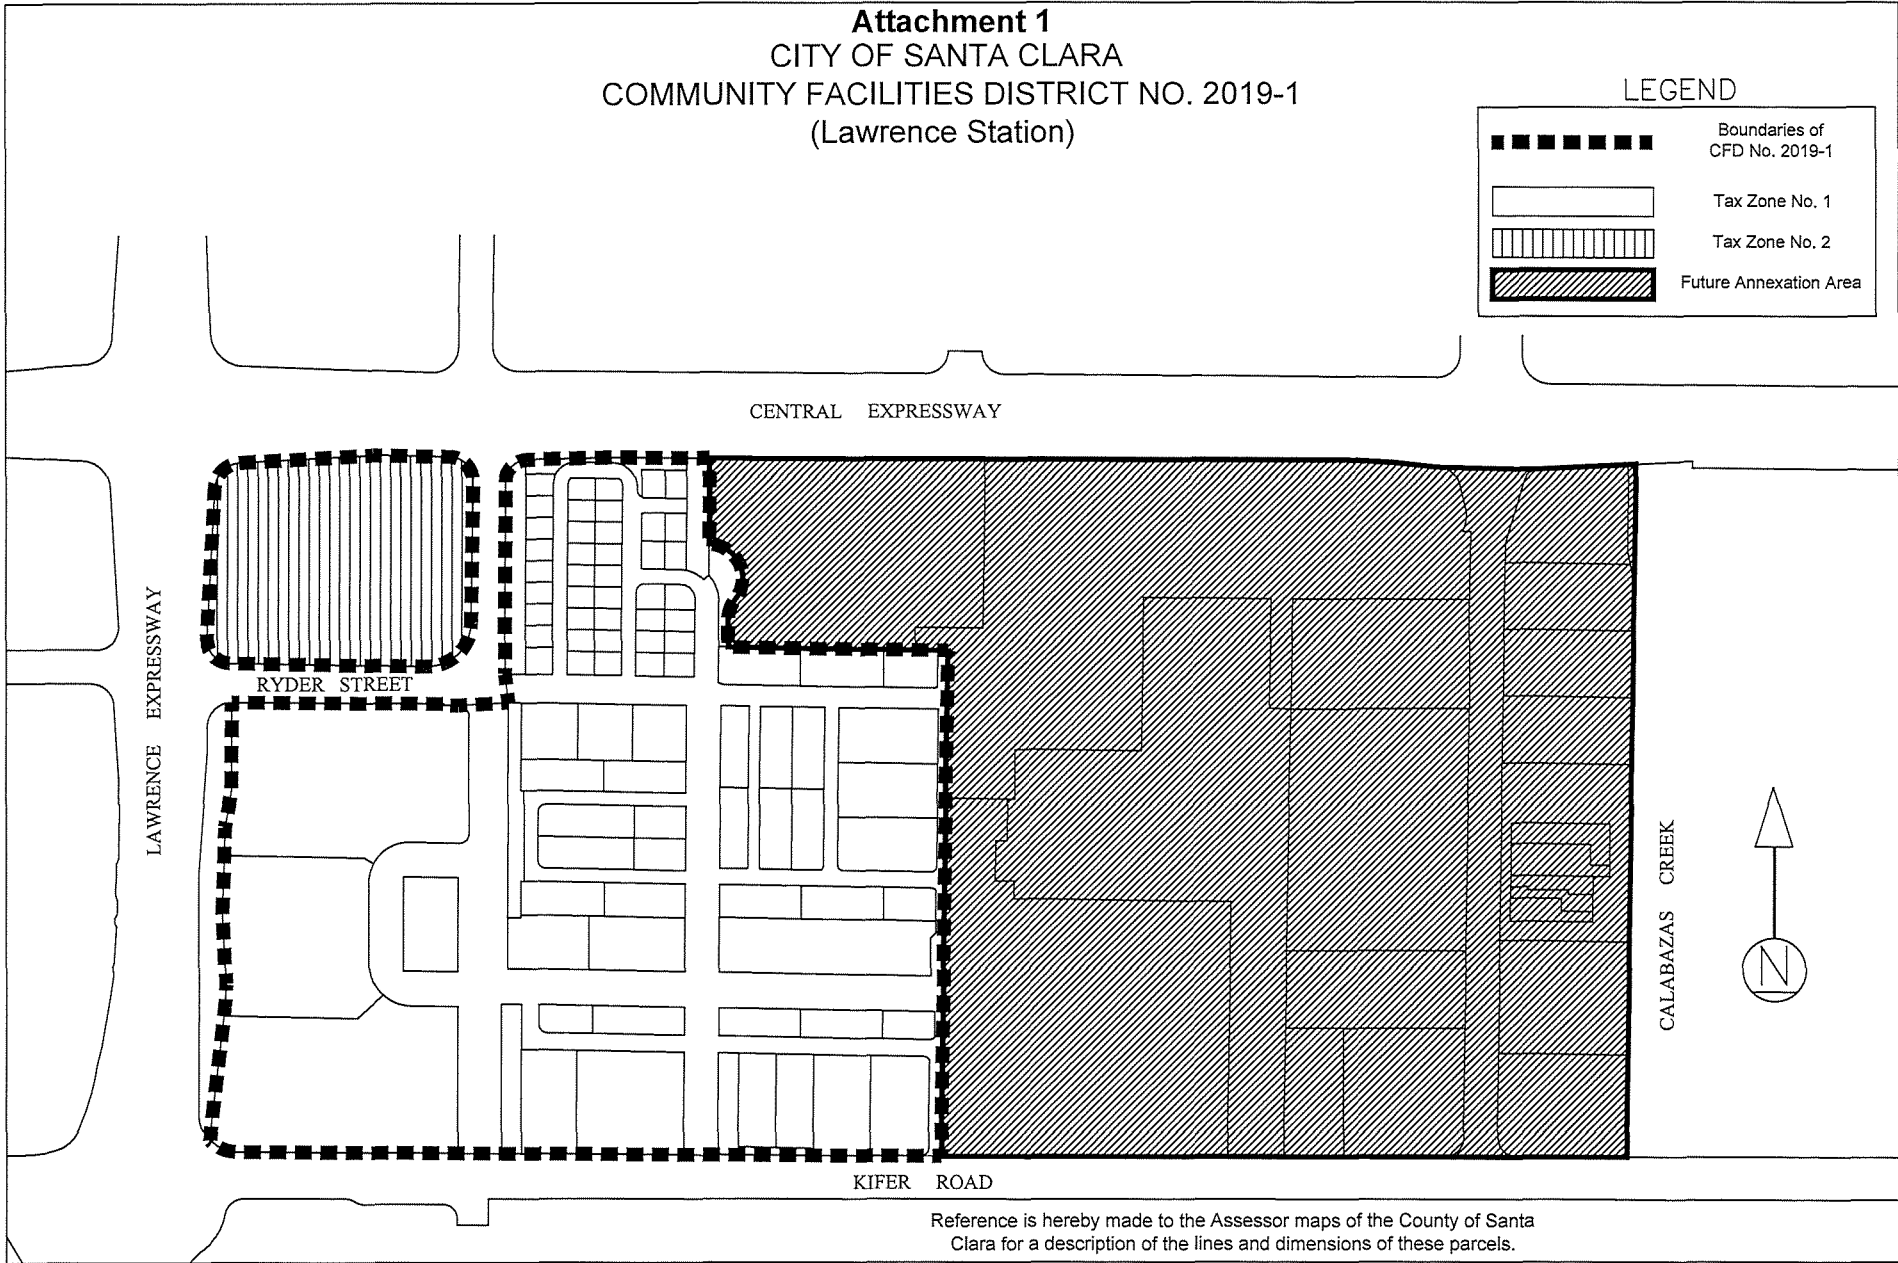 Attachment 1
CITY OF SANTA CLARA
COMMUNITY FACILITIES DISTRICT NO. 2019-1
(Lawrence Station)
LEGEND
Boundaries of
CFD No. 2019-1
Tax Zone No. 1
Tax Zone No. 2
Future Annexation Area
CENTRAL EXPRESSWAY
LAWRENCE EXPRESSWAY
RYDER STREET
CALABAZAS CREEK
N
KIFER ROAD
Reference is hereby made to the Assessor maps of the County of Santa
Clara for a description of the lines and dimensions of these parcels.